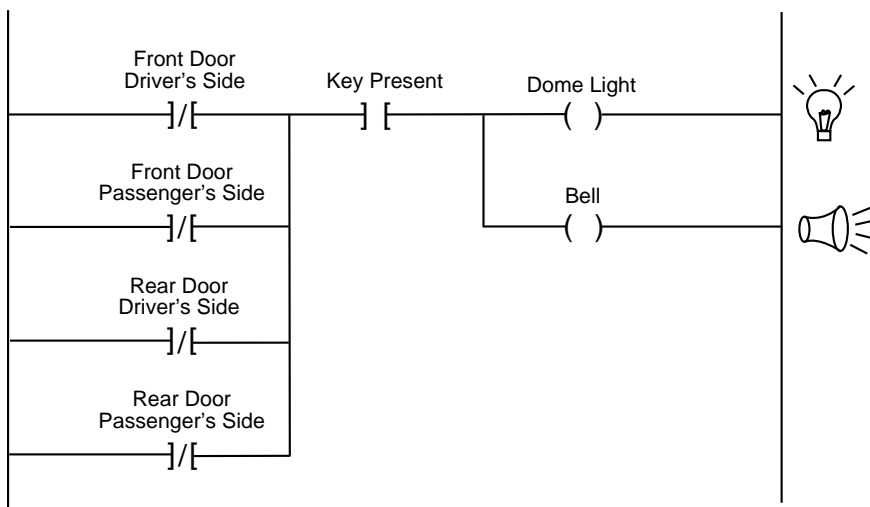 Front Door
Driver's Side
Key Present
Dome Light
Front Door
Passenger's Side
Bell
Rear Door
Driver's Side
Rear Door
Passenger's Side